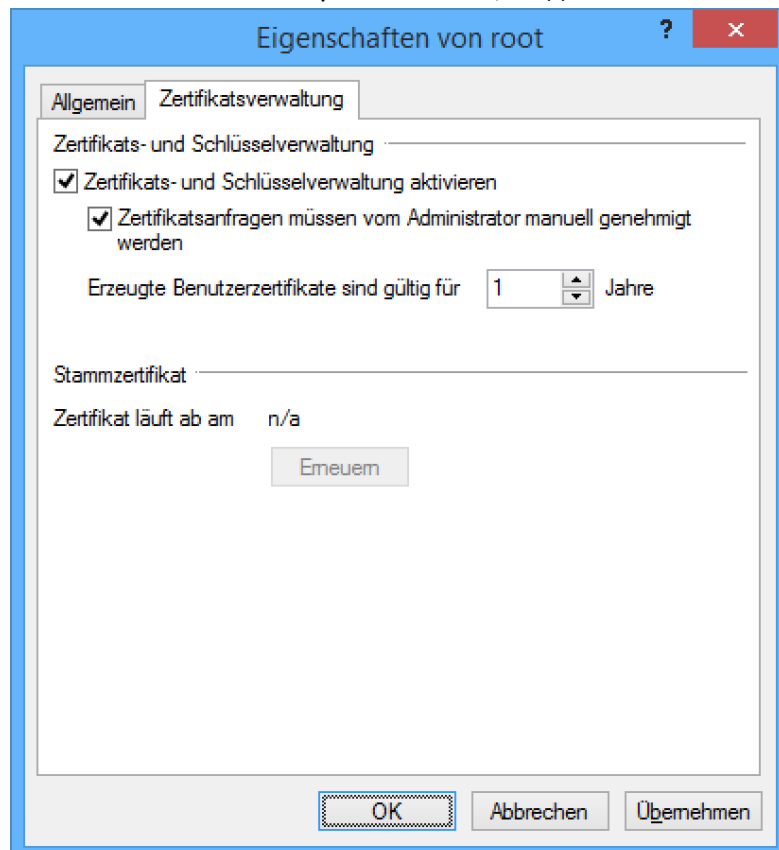 Eigenschaften von root
?
Allgemein
Zertifikatsverwaltung
Zertifikats- und Schlüsselverwaltung
Zertifikats- und Schlüsselverwaltung aktivieren
Zertifikatsanfragen müssen vom Administrator manuell genehmigt
werden
Erzeugte Benutzerzertifikate sind gültig für 1 Jahre
Stammzertifikat
Zertifikat läuft ab am n/a
Erneuern
OK
Abbrechen
Übernehmen